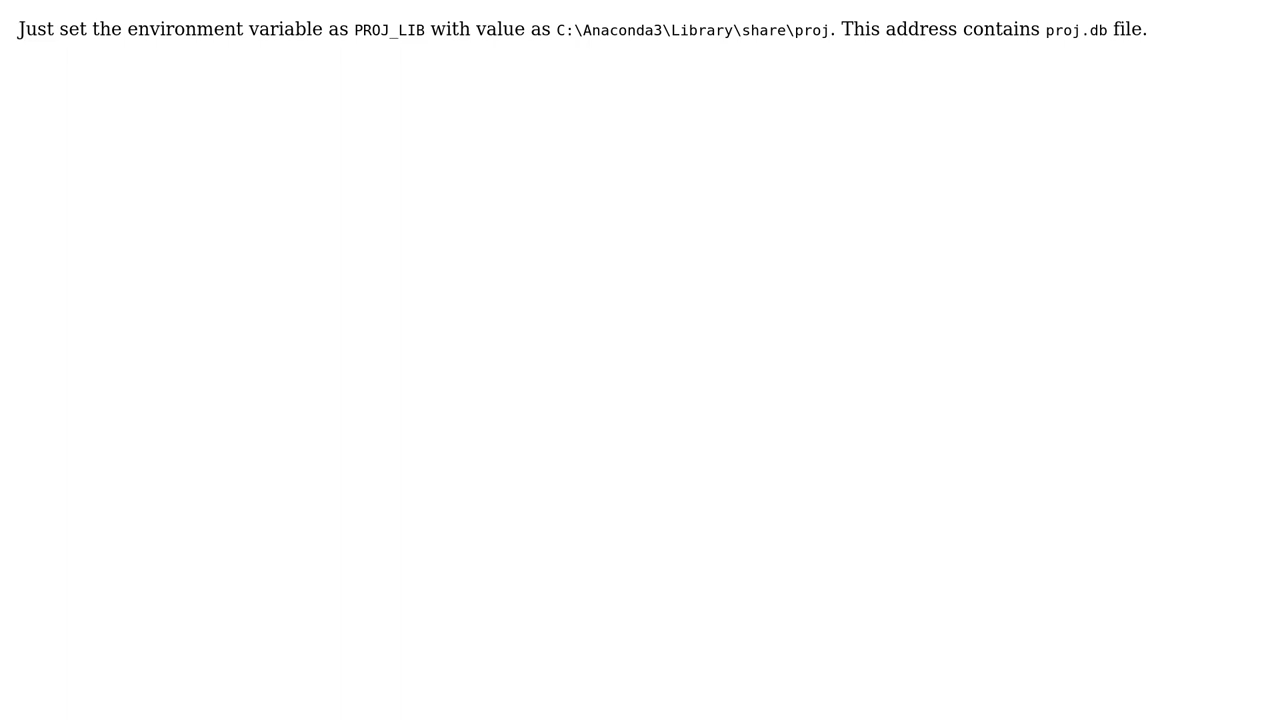 Just set the environment variable as PROJ_LIB with value as C:\Anaconda3\Library\share\proj. This address contains proj.db file.